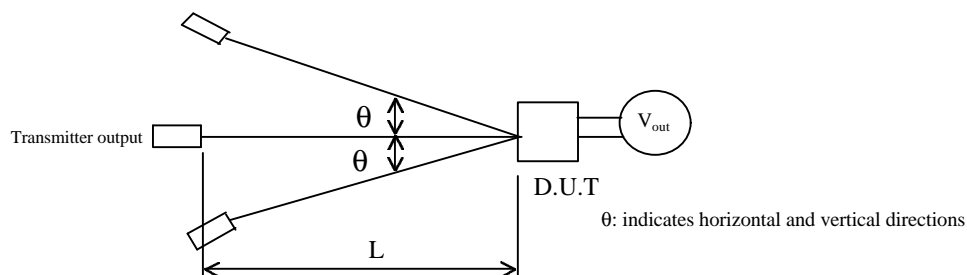 θ
Transmitter output
V_out
θ
D.U.T
θ: indicates horizontal and vertical directions
L